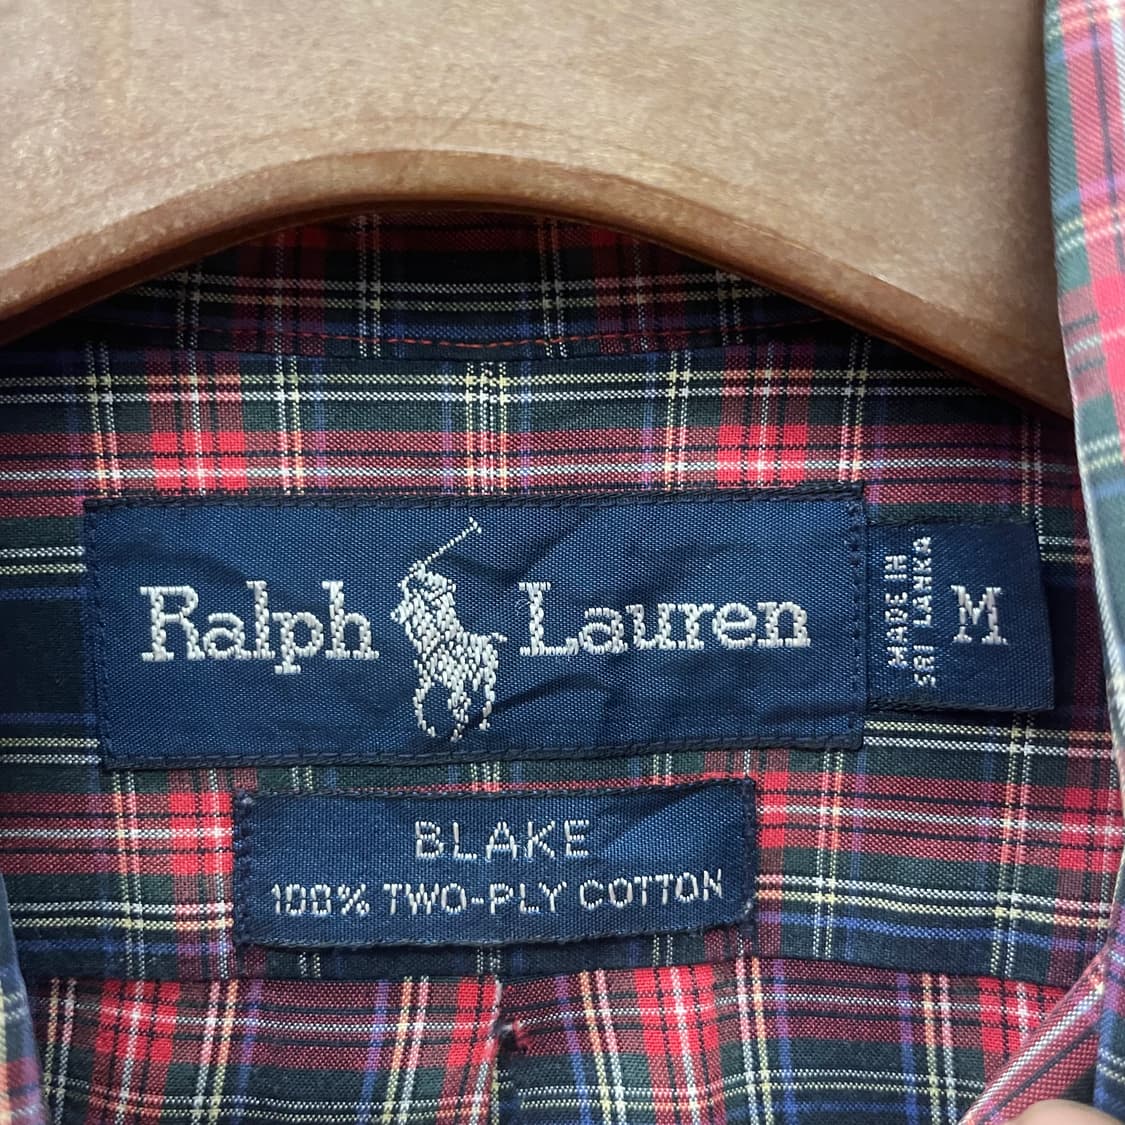 Ralph Lauren
MADE IN
SRI LANKA
M
BLAKE
100% TWO-PLY COTTON